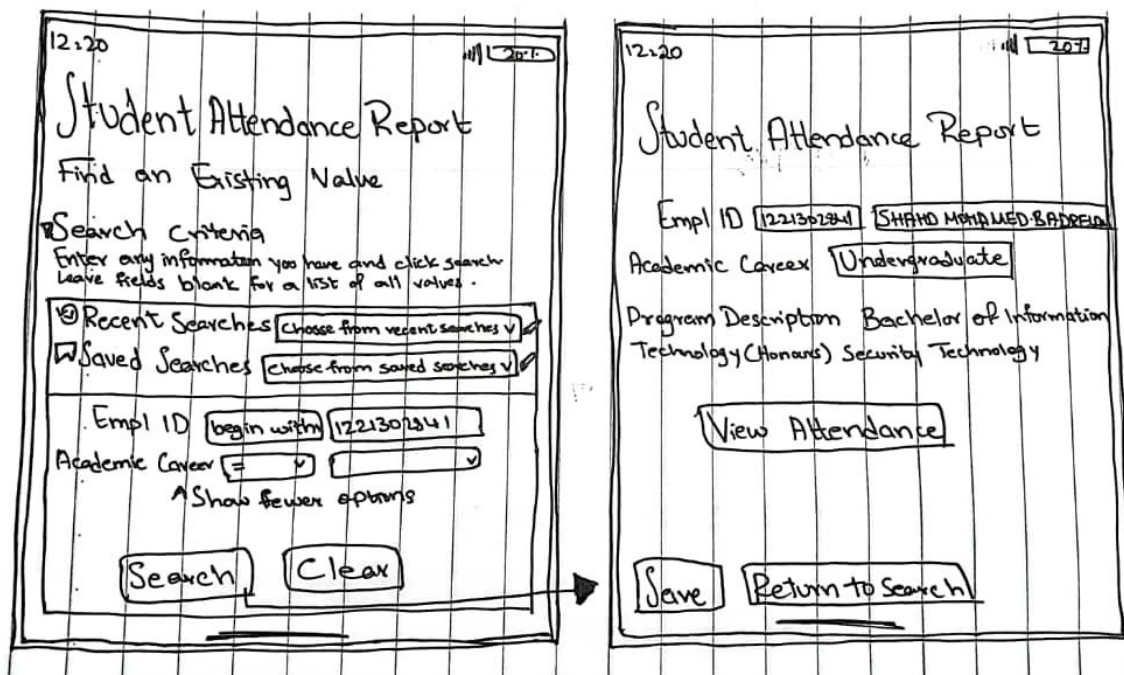 12:20
20%
Student Attendance Report
Find an Existing Value
Search Criteria
Enter any information you have and click search
Leave fields blank for a list of all values.
Recent Searches Choose from recent searches
Saved Searches Choose from saved searches
Empl ID begin with 1221302841
Academic Career =
^Show fewer options
Search Clear
12:20
20%
Student Attendance Report
Empl ID 1221302841 SHAHD MOHAMED BADRELD
Academic Career Undergraduate
Program Description Bachelor of Information
Technology (Honours) Security Technology
View Attendance
Save Return to Search